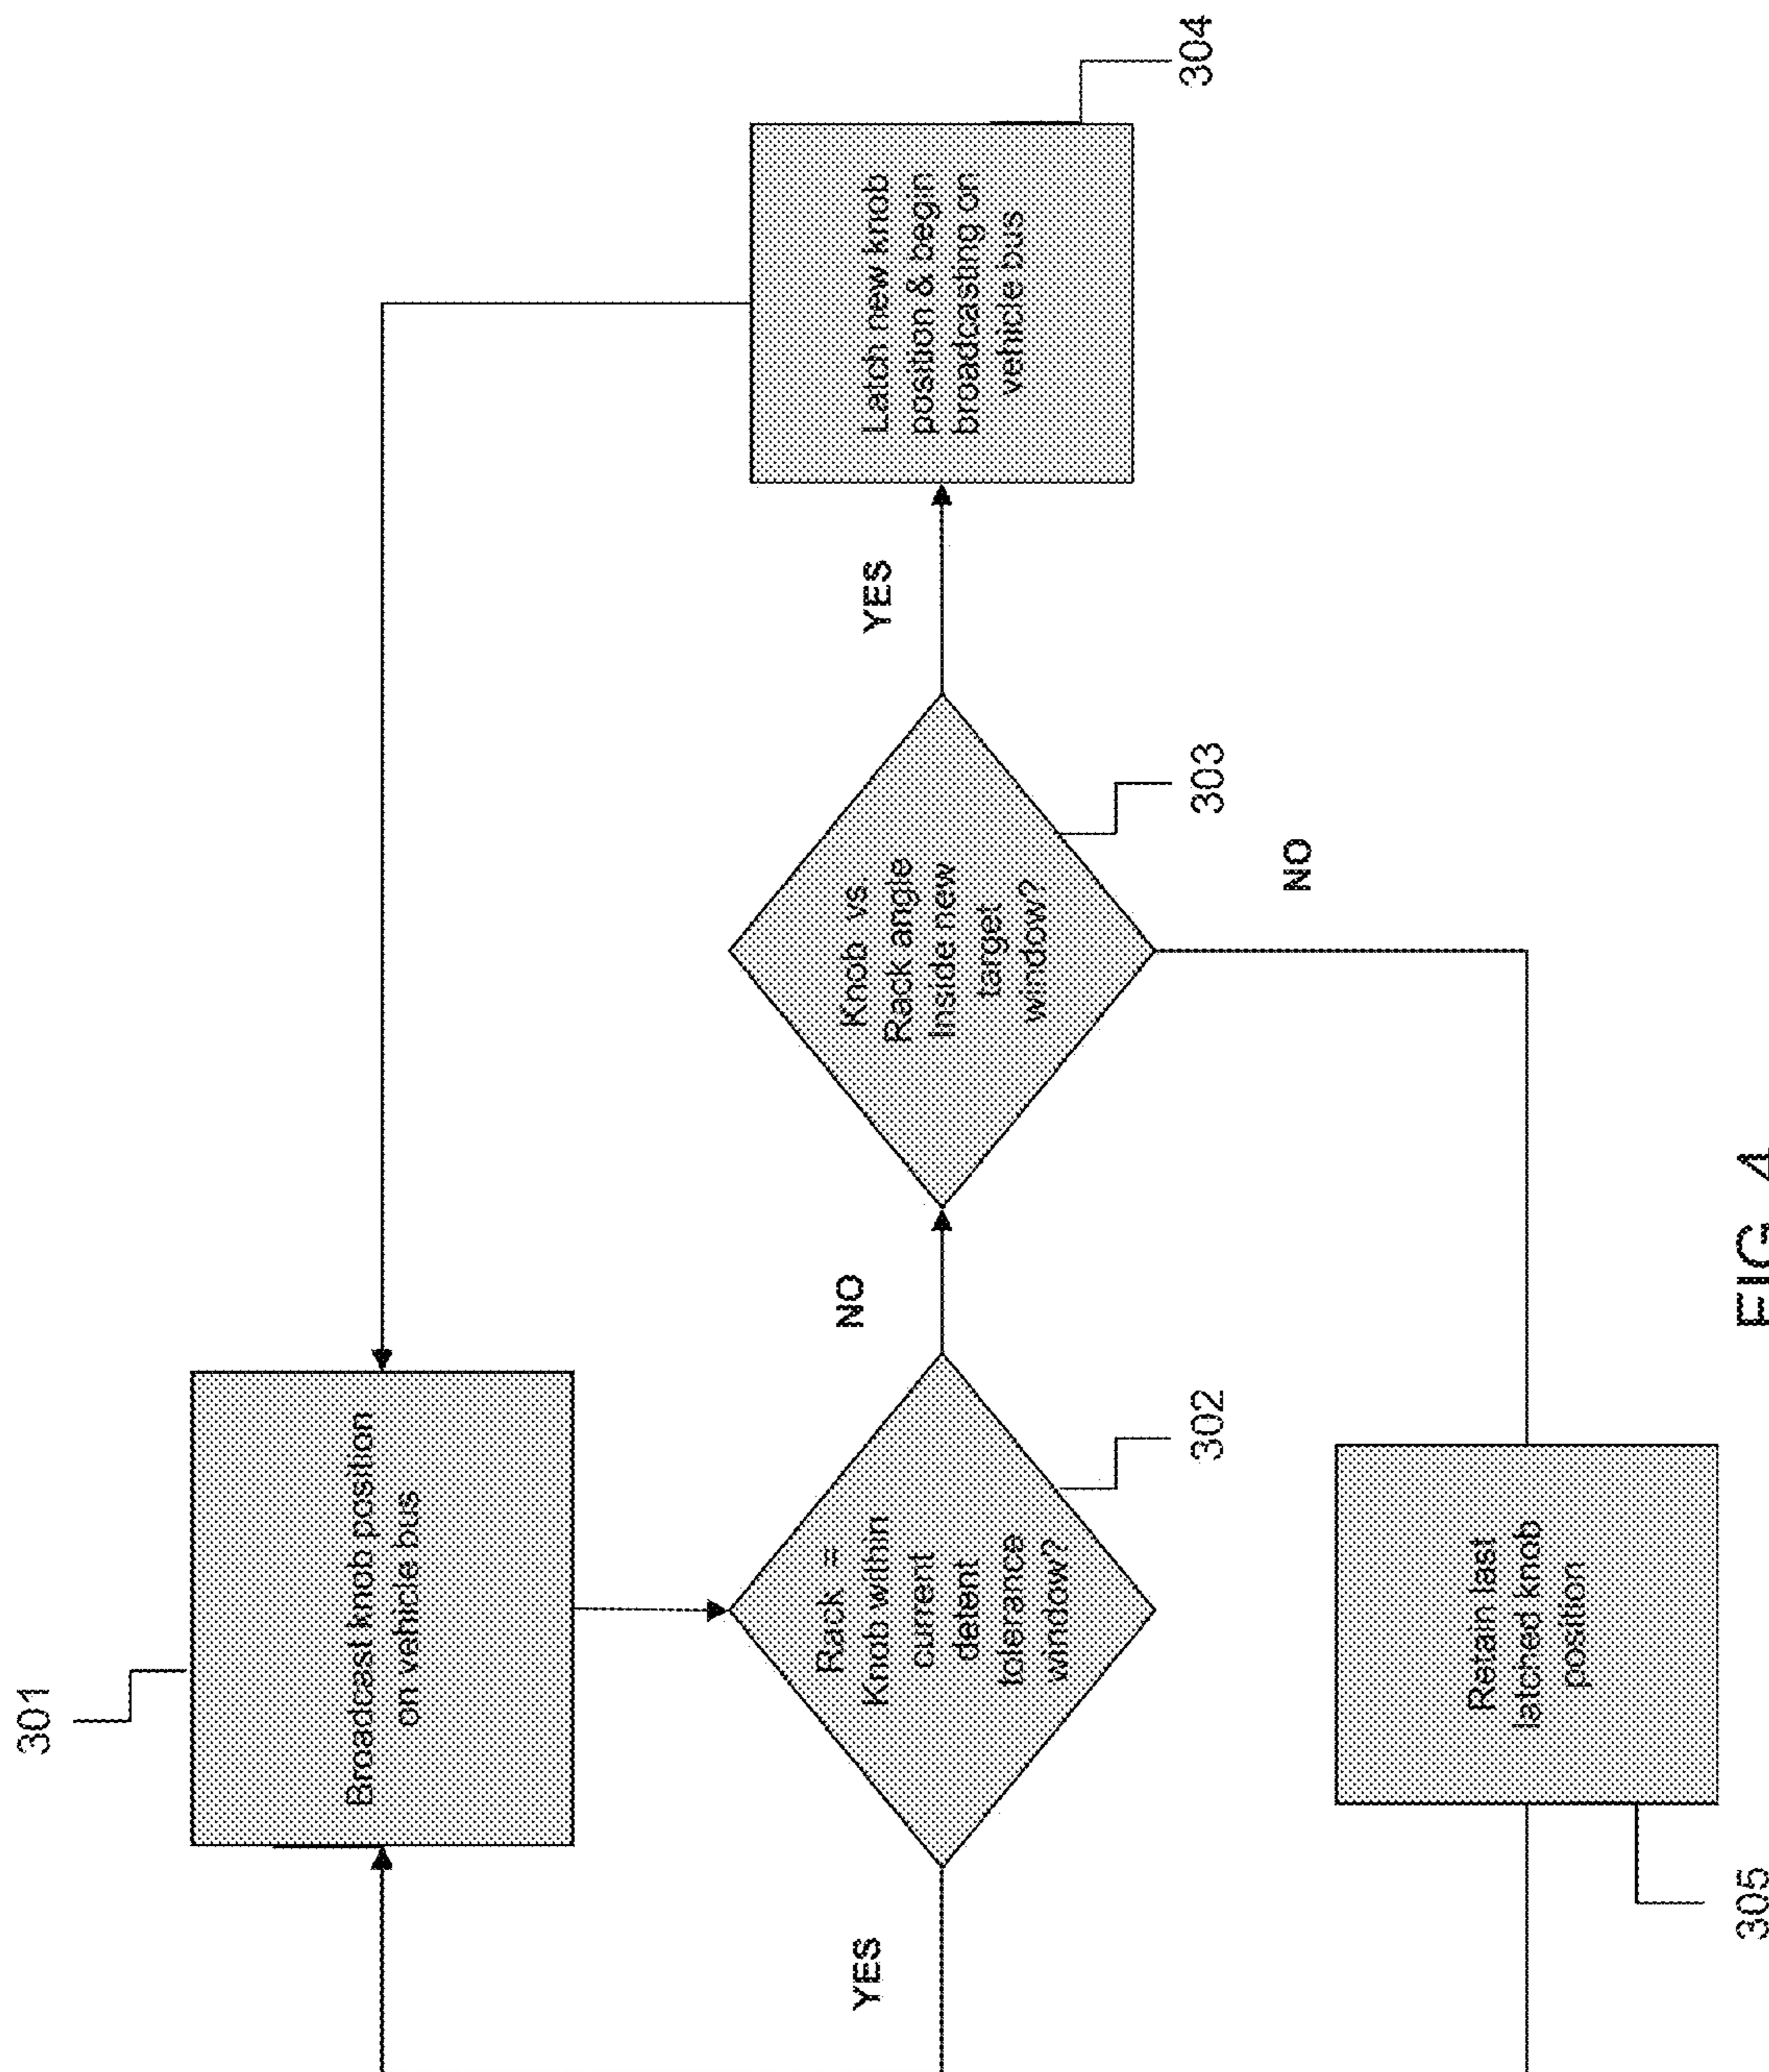 301
Broadcast knob position
on vehicle bus
YES
Rack =
Knob within
current
detent
tolerance
window?
302
NO
Knob vs.
Rack angle
Inside new
target
window?
303
YES
Latch new knob
position & begin
broadcasting on
vehicle bus
304
NO
Retain last
latched knob
position
305
FIG. 4